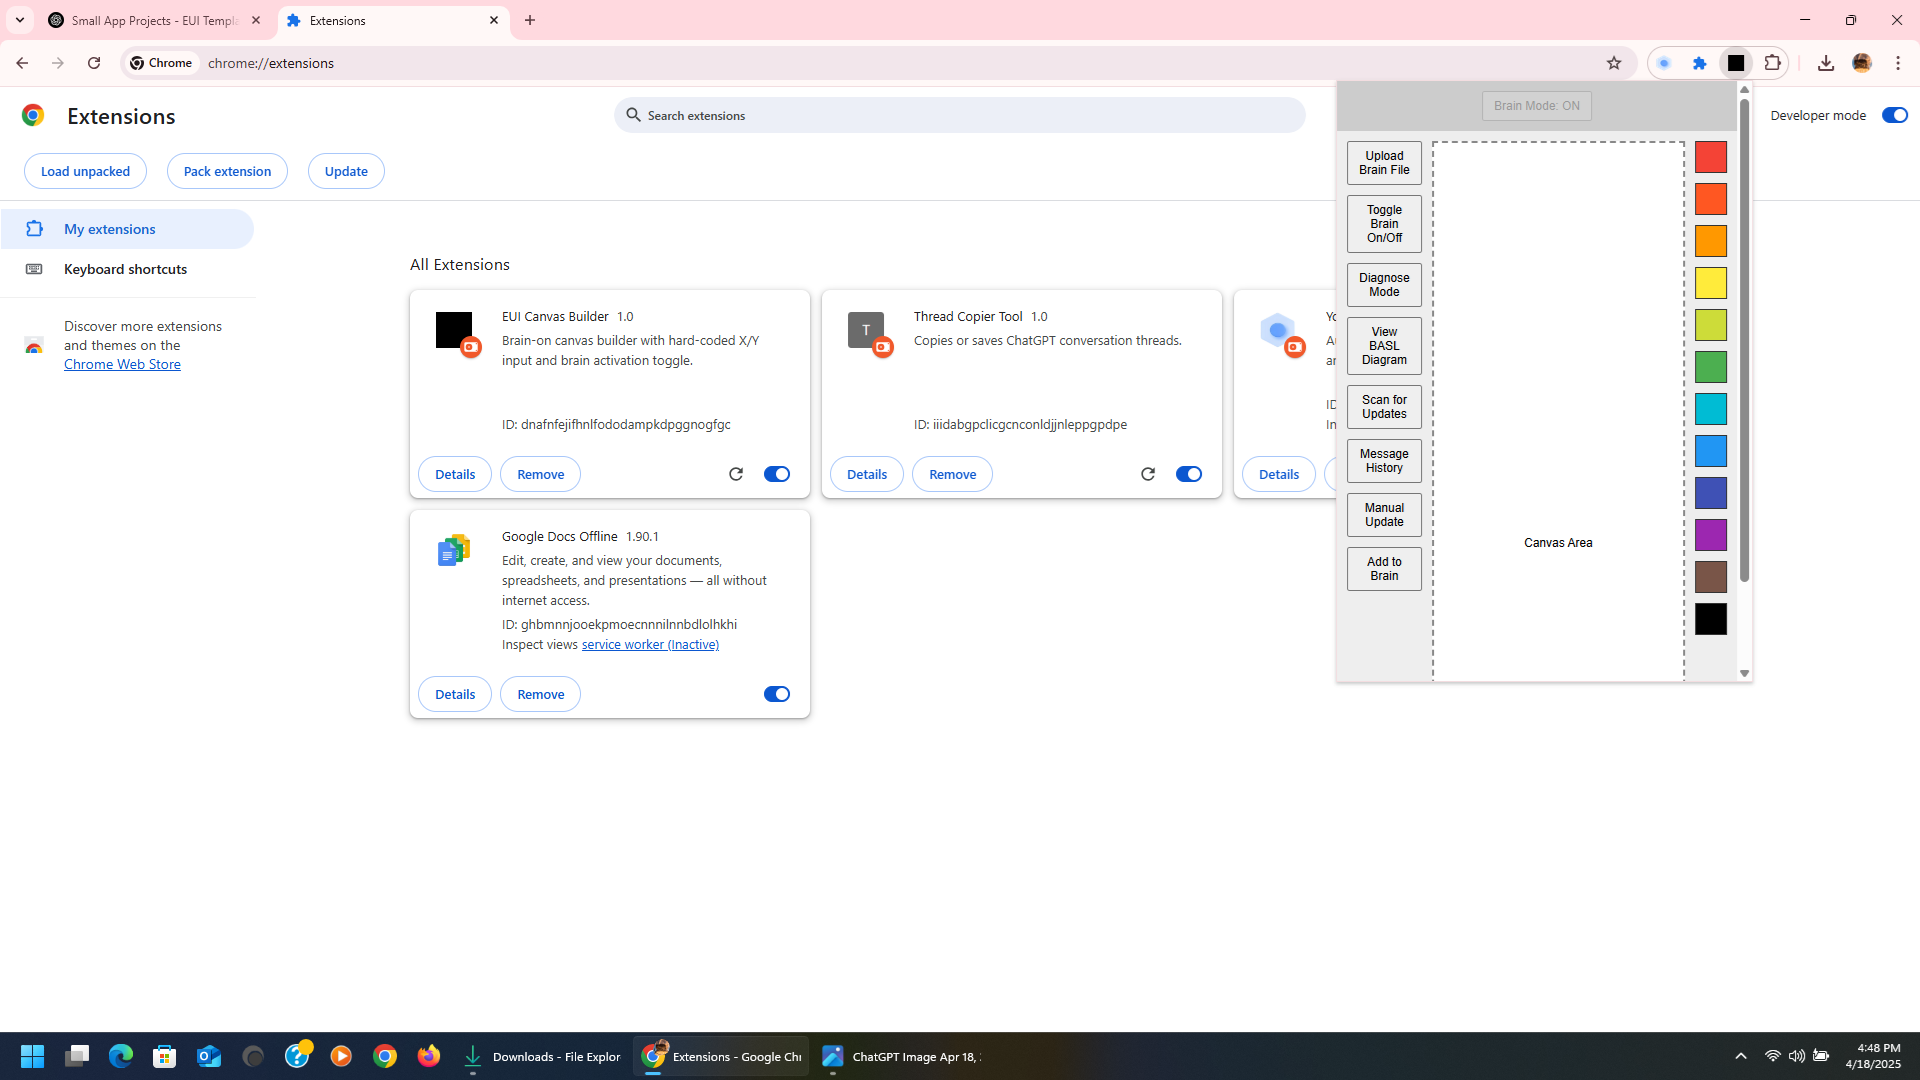 Small App Projects - EUI Templa
Extensions
Chrome
chrome://extensions
Extensions
Search extensions
Developer mode
Load unpacked
Pack extension
Update
My extensions
Keyboard shortcuts
Discover more extensions
and themes on the
Chrome Web Store
All Extensions
EUI Canvas Builder 1.0
Brain-on canvas builder with hard-coded X/Y
input and brain activation toggle.
ID: dnafnfejifhnlfododampkdpggnogfgc
Details
Remove
T
Thread Copier Tool 1.0
Copies or saves ChatGPT conversation threads.
ID: iiidabgpclicgcnconldjjnleppgpdpe
Details
Remove
Yo
ID
In
Details
Google Docs Offline 1.90.1
Edit, create, and view your documents,
spreadsheets, and presentations — all without
internet access.
ID: ghbmnnjooekpmoecnnnilnnbdlolhkhi
Inspect views service worker (Inactive)
Details
Remove
Brain Mode: ON
Upload
Brain File
Toggle
Brain
On/Off
Diagnose
Mode
View
BASL
Diagram
Scan for
Updates
Message
History
Manual
Update
Add to
Brain
Canvas Area
Downloads - File Explor
Extensions - Google Chr
ChatGPT Image Apr 18,
4:48 PM
4/18/2025